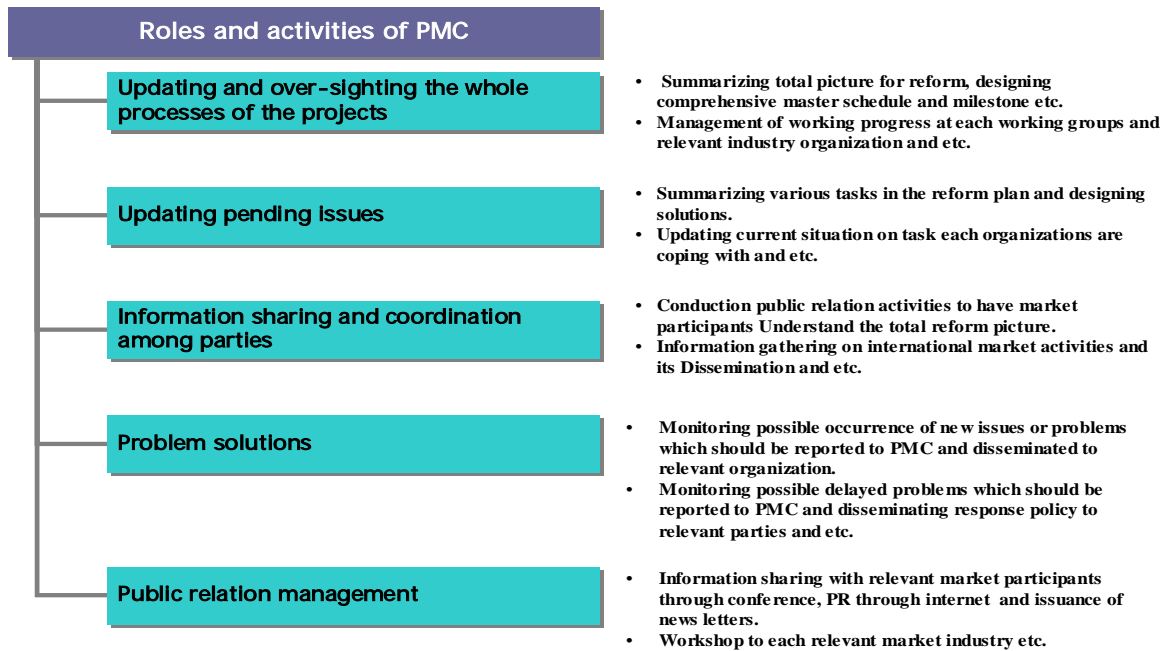 Roles and activities of PMC
Updating and over-sighting the whole
processes of the projects
• Summarizing total picture for reform, designing
comprehensive master schedule and milestone etc.
• Management of working progress at each working groups and
relevant industry organization and etc.
Updating pending issues
• Summarizing various tasks in the reform plan and designing
solutions.
• Updating current situation on task each organizations are
coping with and etc.
Information sharing and coordination
among parties
• Conduction public relation activities to have market
participants Understand the total reform picture.
• Information gathering on international market activities and
its Dissemination and etc.
Problem solutions
• Monitoring possible occurrence of new issues or problems
which should be reported to PMC and disseminated to
relevant organization.
• Monitoring possible delayed problems which should be
reported to PMC and disseminating response policy to
relevant parties and etc.
Public relation management
• Information sharing with relevant market participants
through conference, PR through internet and issuance of
news letters.
• Workshop to each relevant market industry etc.